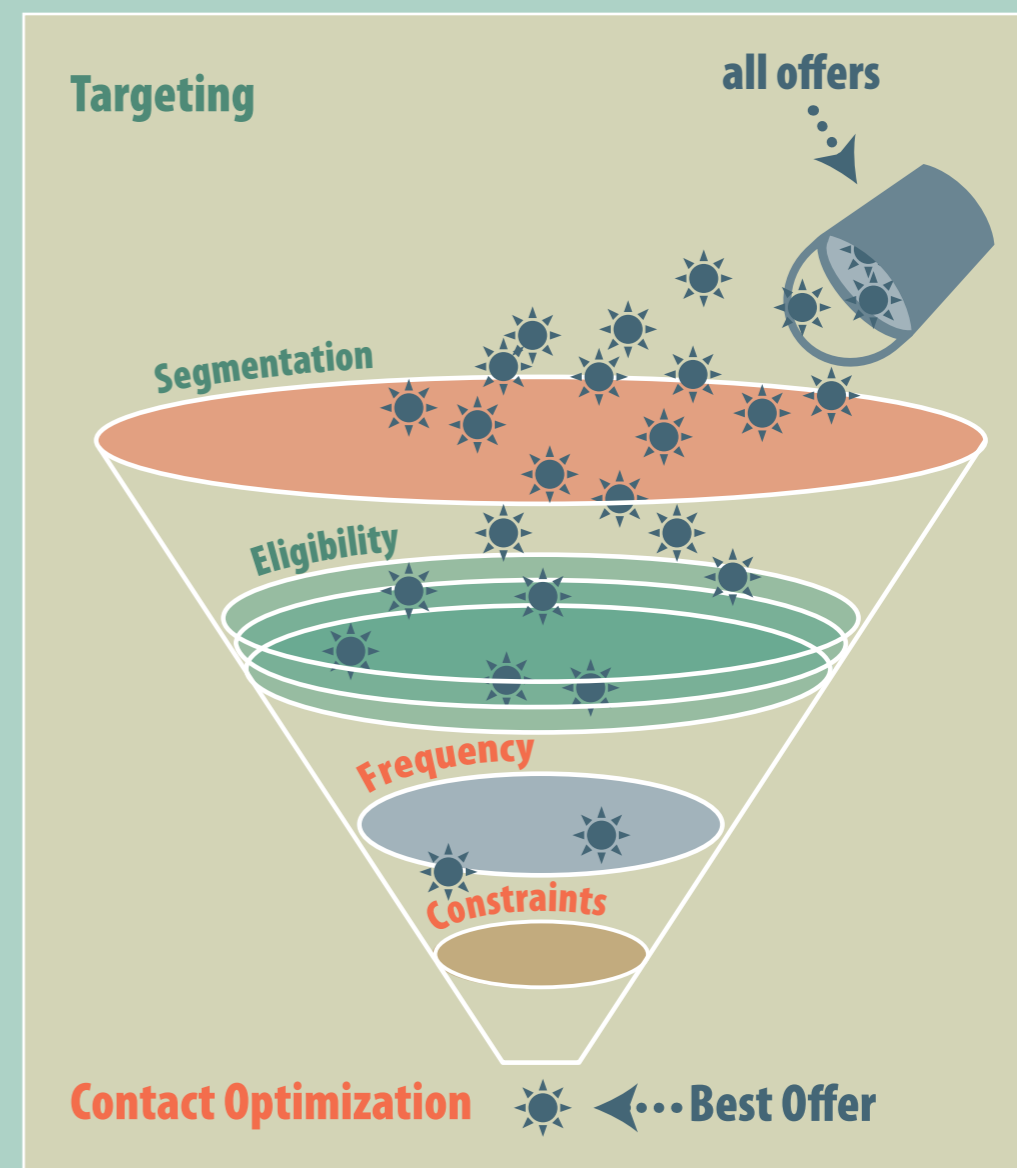 Targeting
all offers
Segmentation
Eligibility
Frequency
Constraints
Contact Optimization
Best Offer